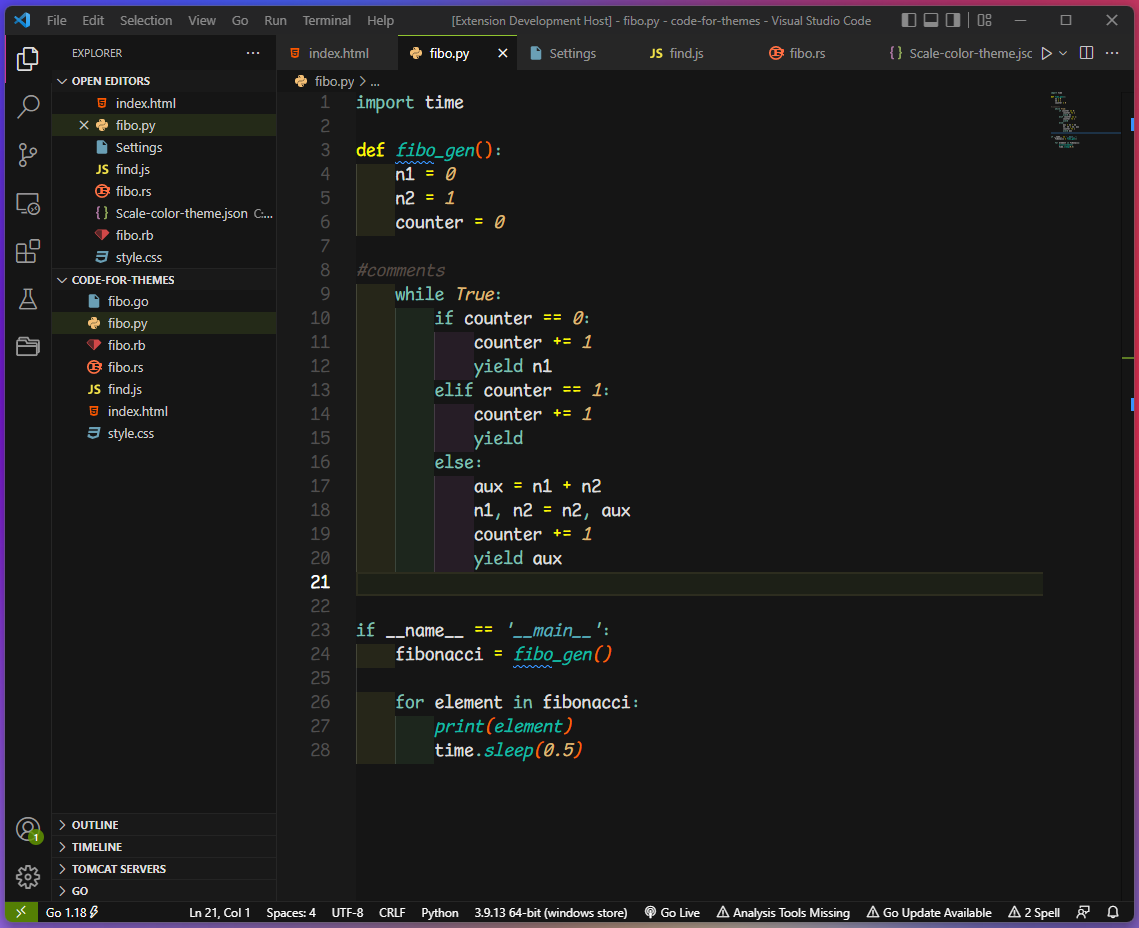 File Edit Selection View Go Run Terminal Help [Extension Development Host] - fibo.py - code-for-themes - Visual Studio Code
EXPLORER
index.html fibo.py Settings JS find.js fibo.rs { } Scale-color-theme.jsc
OPEN EDITORS
fibo.py > ...
index.html
fibo.py
Settings
JS find.js
fibo.rs
{ } Scale-color-theme.json C:...
fibo.rb
style.css
CODE-FOR-THEMES
fibo.go
fibo.py
fibo.rb
fibo.rs
JS find.js
index.html
style.css
OUTLINE
TIMELINE
TOMCAT SERVERS
GO
1
1 import time
2
3 def fibo_gen():
4 n1 = 0
5 n2 = 1
6 counter = 0
7
8 #comments
9 while True:
10 if counter == 0:
11 counter += 1
12 yield n1
13 elif counter == 1:
14 counter += 1
15 yield
16 else:
17 aux = n1 + n2
18 n1, n2 = n2, aux
19 counter += 1
20 yield aux
21
22
23 if __name__ == '__main__':
24 fibonacci = fibo_gen()
25
26 for element in fibonacci:
27 print(element)
28 time.sleep(0.5)
Go 1.18 Ln 21, Col 1 Spaces: 4 UTF-8 CRLF Python 3.9.13 64-bit (windows store) Go Live Analysis Tools Missing Go Update Available 2 Spell